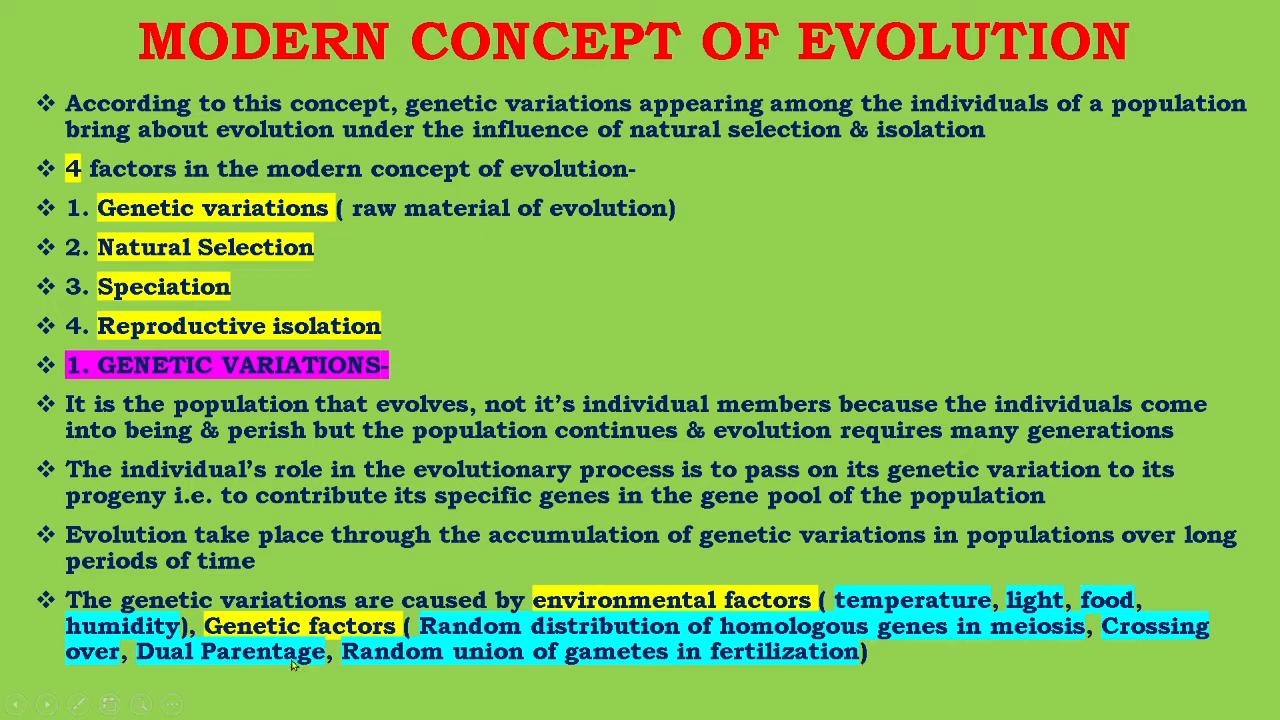 MODERN CONCEPT OF EVOLUTION
❖ According to this concept, genetic variations appearing among the individuals of a population
bring about evolution under the influence of natural selection & isolation
❖ 4 factors in the modern concept of evolution-
❖ 1. Genetic variations ( raw material of evolution)
❖ 2. Natural Selection
❖ 3. Speciation
❖ 4. Reproductive isolation
❖ 1. GENETIC VARIATIONS-
❖ It is the population that evolves, not it's individual members because the individuals come
into being & perish but the population continues & evolution requires many generations
❖ The individual's role in the evolutionary process is to pass on its genetic variation to its
progeny i.e. to contribute its specific genes in the gene pool of the population
❖ Evolution take place through the accumulation of genetic variations in populations over long
periods of time
❖ The genetic variations are caused by environmental factors ( temperature, light, food,
humidity), Genetic factors ( Random distribution of homologous genes in meiosis, Crossing
over, Dual Parentage, Random union of gametes in fertilization)